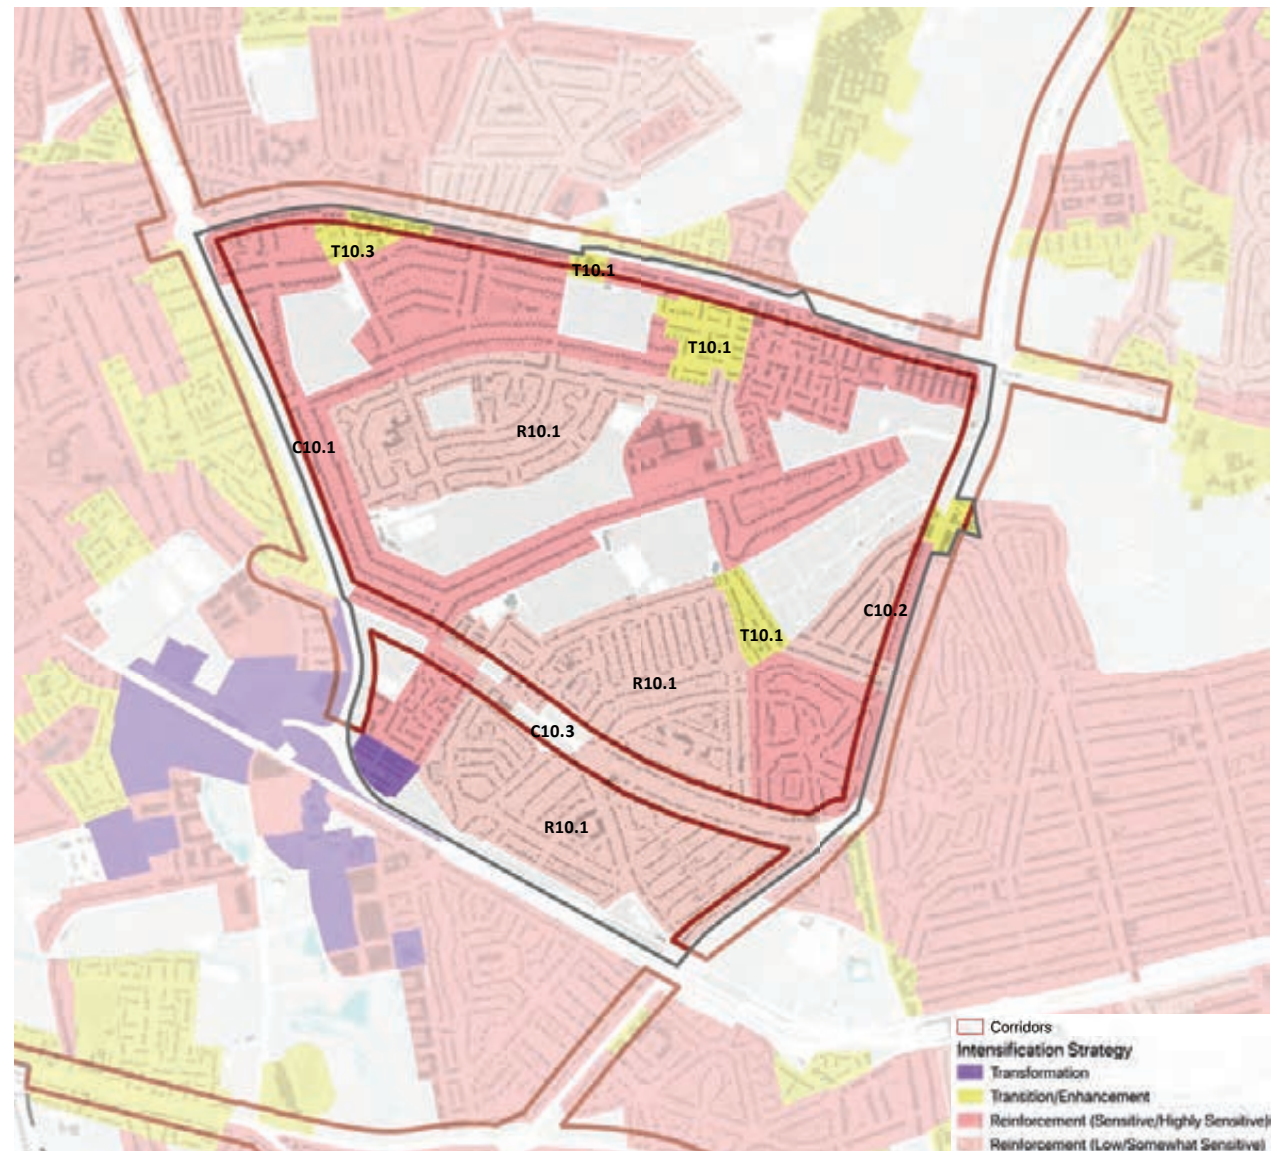 T10.3
T10.1
T10.1
R10.1
C10.1
C10.2
T10.1
R10.1
C10.3
R10.1
Corridors
Intensification Strategy
Transformation
Transition/Enhancement
Reinforcement (Sensitive/Highly Sensitive)
Reinforcement (Low/Somewhat Sensitive)